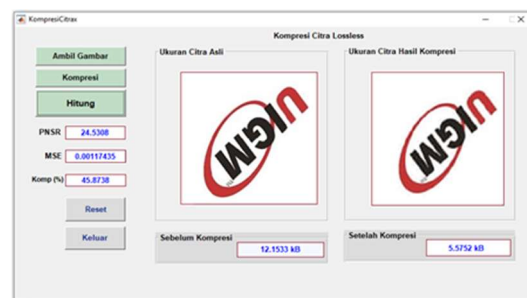 KompresiCitrax
Kompresi Citra Lossless
Ambil Gambar
Kompresi
Hitung
PNSR 24.5308
MSE 0.00117435
Komp (%) 45.8738
Reset
Keluar
Ukuran Citra Asli
UIGM
Sebelum Kompresi
12.1533 kB
Ukuran Citra Hasil Kompresi
UIGM
Setelah Kompresi
5.5752 kB